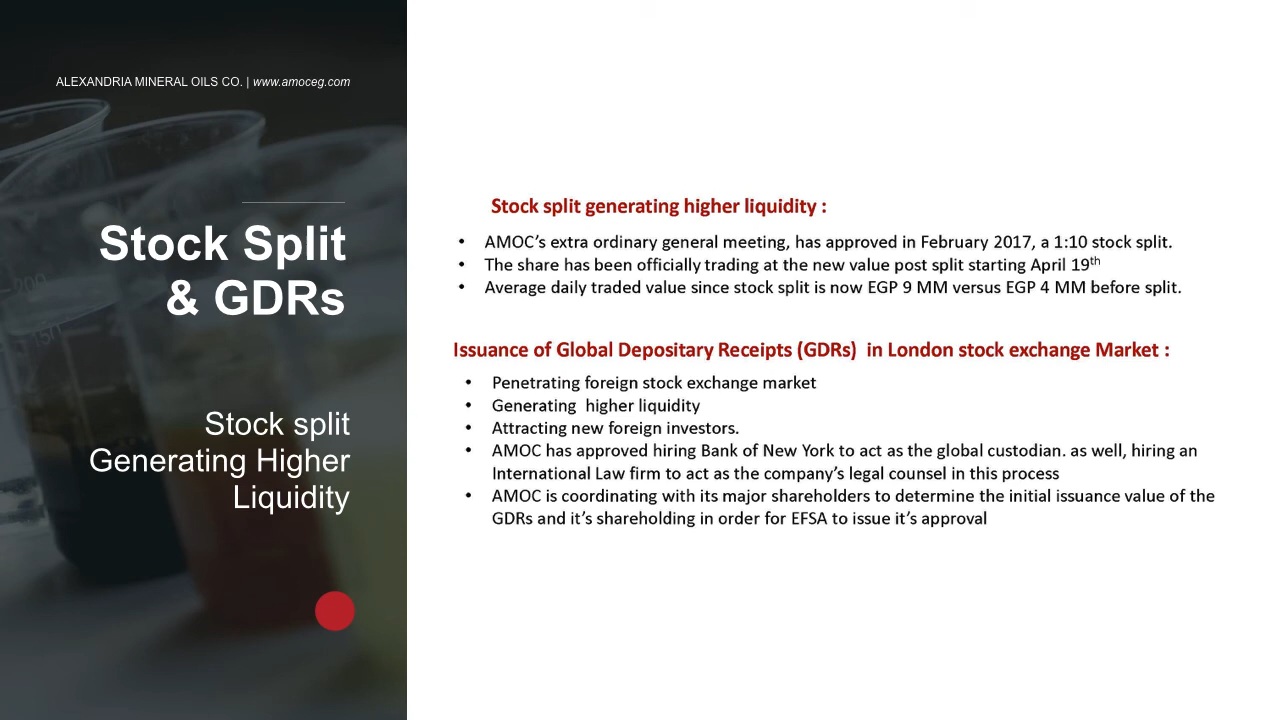 ALEXANDRIA MINERAL OILS CO. | www.amoceg.com
Stock Split
& GDRs
Stock split
Generating Higher
Liquidity
Stock split generating higher liquidity :
• AMOC's extra ordinary general meeting, has approved in February 2017, a 1:10 stock split.
• The share has been officially trading at the new value post split starting April 19th
• Average daily traded value since stock split is now EGP 9 MM versus EGP 4 MM before split.
Issuance of Global Depositary Receipts (GDRs)  in London stock exchange Market :
• Penetrating foreign stock exchange market
• Generating  higher liquidity
• Attracting new foreign investors.
• AMOC has approved hiring Bank of New York to act as the global custodian. as well, hiring an
International Law firm to act as the company's legal counsel in this process
• AMOC is coordinating with its major shareholders to determine the initial issuance value of the
GDRs and it's shareholding in order for EFSA to issue it's approval